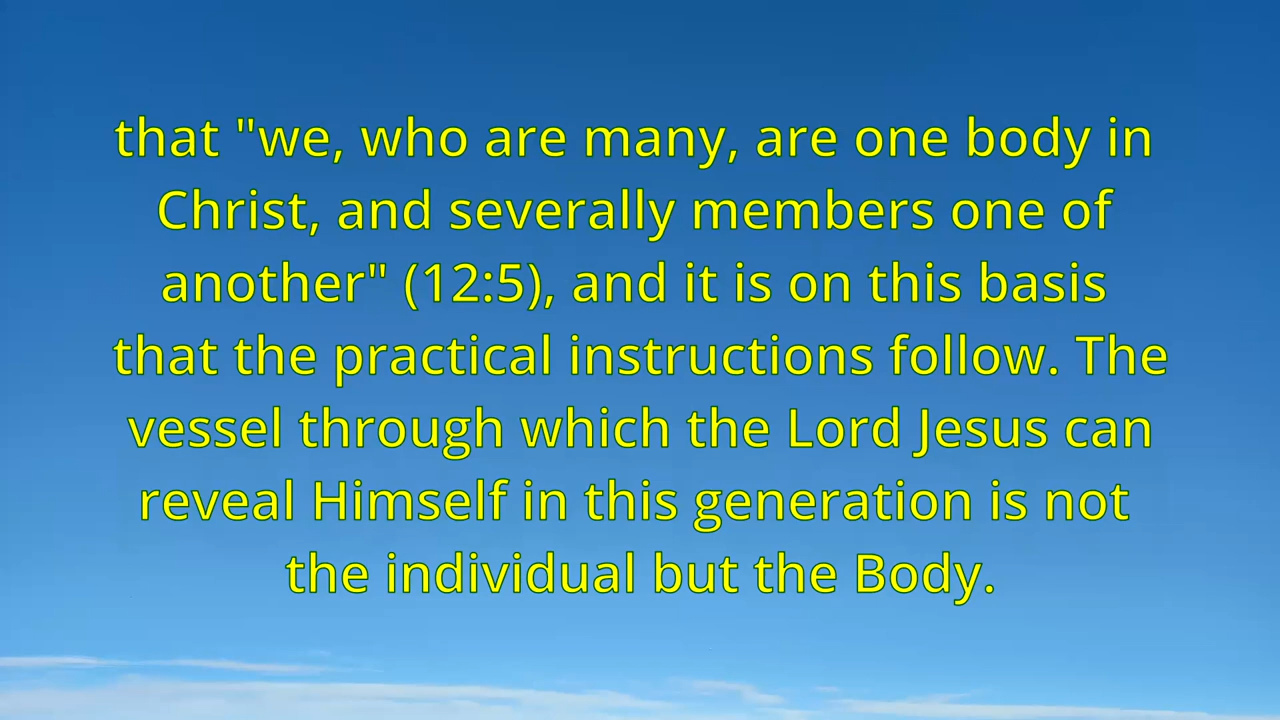 that "we, who are many, are one body in
Christ, and severally members one of
another" (12:5), and it is on this basis
that the practical instructions follow. The
vessel through which the Lord Jesus can
reveal Himself in this generation is not
the individual but the Body.